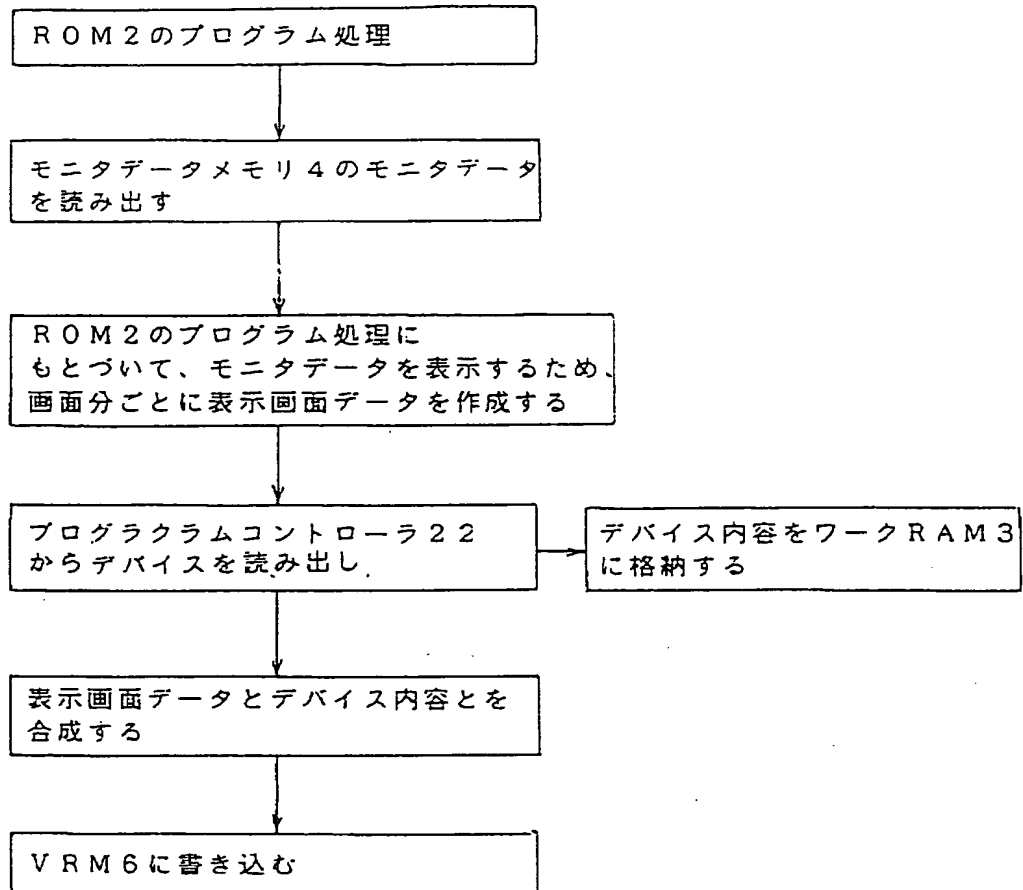 ROM2のプログラム処理
モニタデータメモリ4のモニタデータ
を読み出す
ROM2のプログラム処理に
もとづいて、モニタデータを表示するため、
画面分ごとに表示画面データを作成する
プログラクラムコントローラ22
からデバイスを読み出し
デバイス内容をワークRAM3
に格納する
表示画面データとデバイス内容とを
合成する
VRM6に書き込む